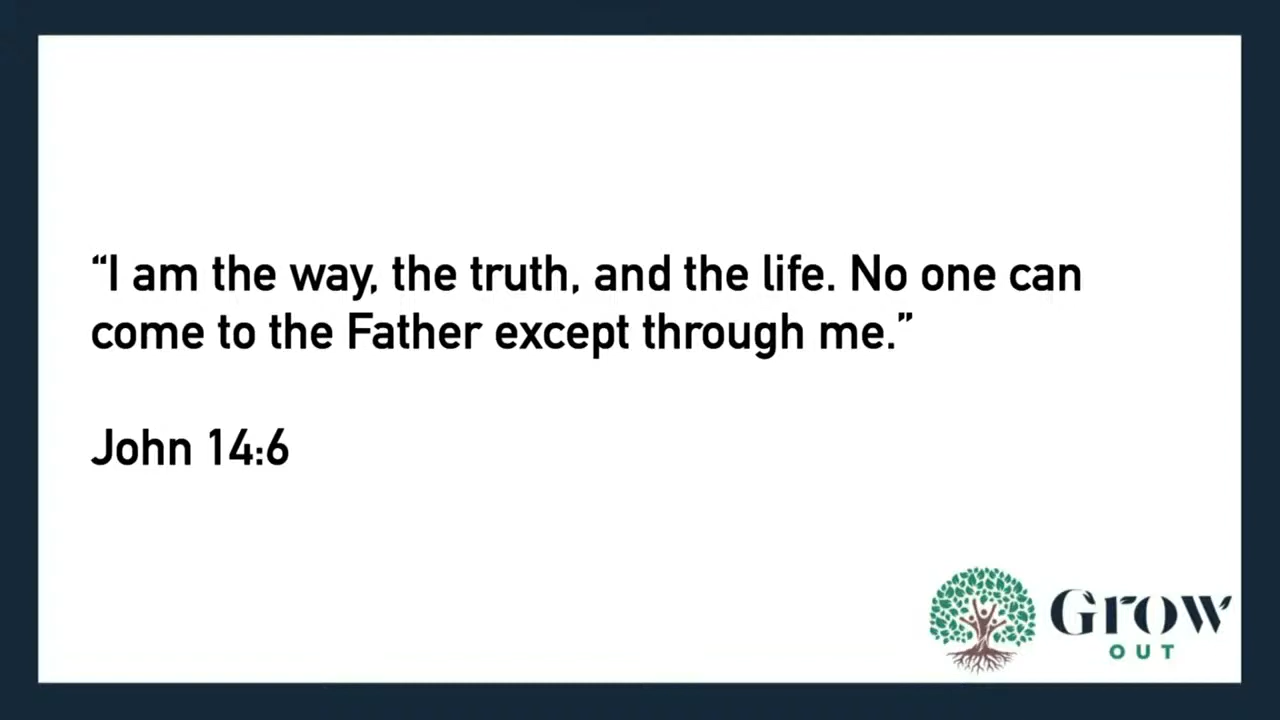 “I am the way, the truth, and the life. No one can
come to the Father except through me.”
John 14:6
Grow
OUT